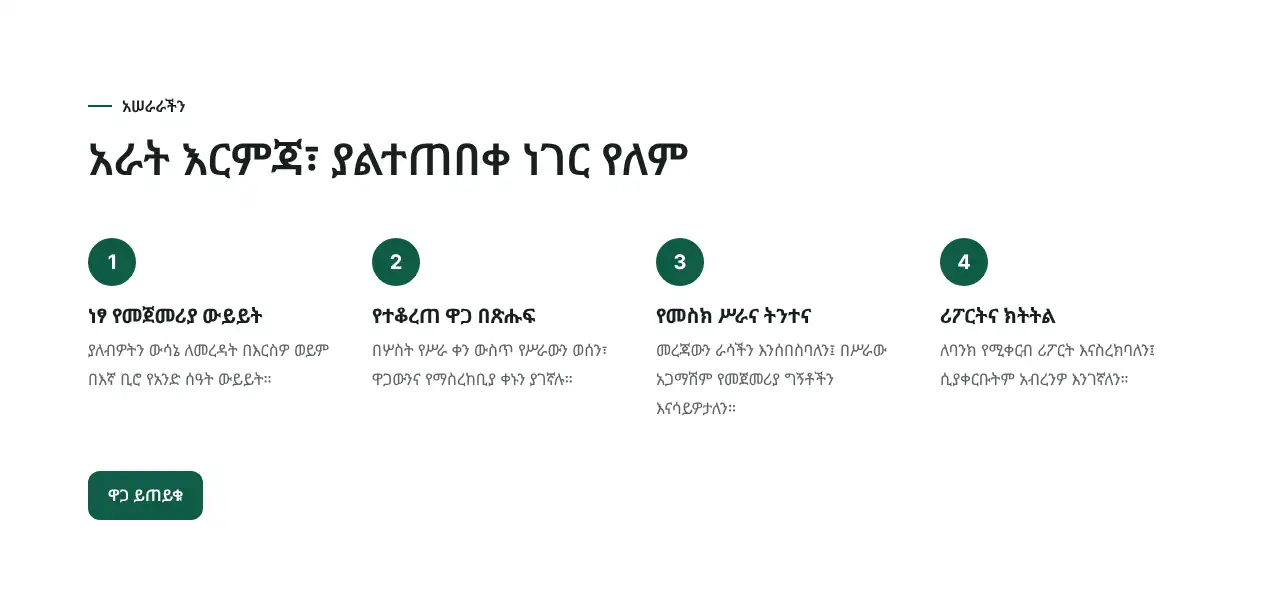 አሠራራችን
አራት እርምጃ፣ ያልተጠበቀ ነገር የለም
1
ነፃ የመጀመሪያ ውይይት
ያለብዎትን ውሳኔ ለመረዳት በእርስዎ ወይም
በእኛ ቢሮ የአንድ ሰዓት ውይይት።
2
የተቆረጠ ዋጋ በጽሑፍ
በሦስት የሥራ ቀን ውስጥ የሥራውን ወሰን፣
ዋጋውንና የማስረከቢያ ቀኑን ያገኛሉ።
3
የመስክ ሥራና ትንተና
መረጃውን ራሳችን እንሰበስባለን፤ በሥራው
አጋማሽም የመጀመሪያ ግኝቶችን
እናሳይዎታለን።
4
ሪፖርትና ክትትል
ለባንክ የሚቀርብ ሪፖርት እናስረክባለን፤
ሲያቀርቡትም አብረንዎ እንገኛለን።
ዋጋ ይጠይቁ